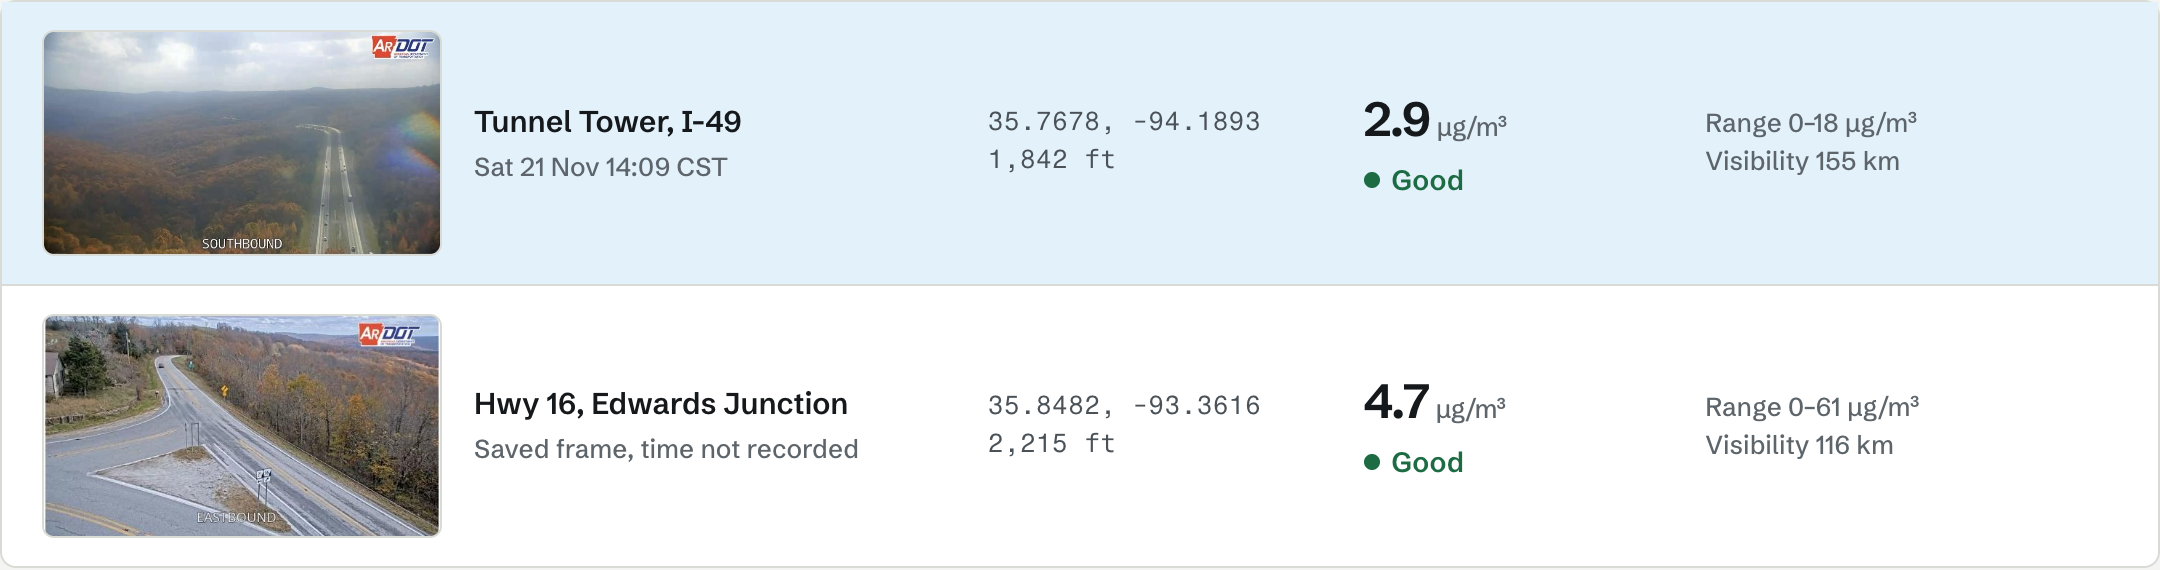 ARDOT
SOUTHBOUND
Tunnel Tower, I-49
Sat 21 Nov 14:09 CST
35.7678, -94.1893
1,842 ft
2.9 µg/m³
Good
Range 0–18 µg/m³
Visibility 155 km
ARDOT
EASTBOUND
Hwy 16, Edwards Junction
Saved frame, time not recorded
35.8482, -93.3616
2,215 ft
4.7 µg/m³
Good
Range 0–61 µg/m³
Visibility 116 km